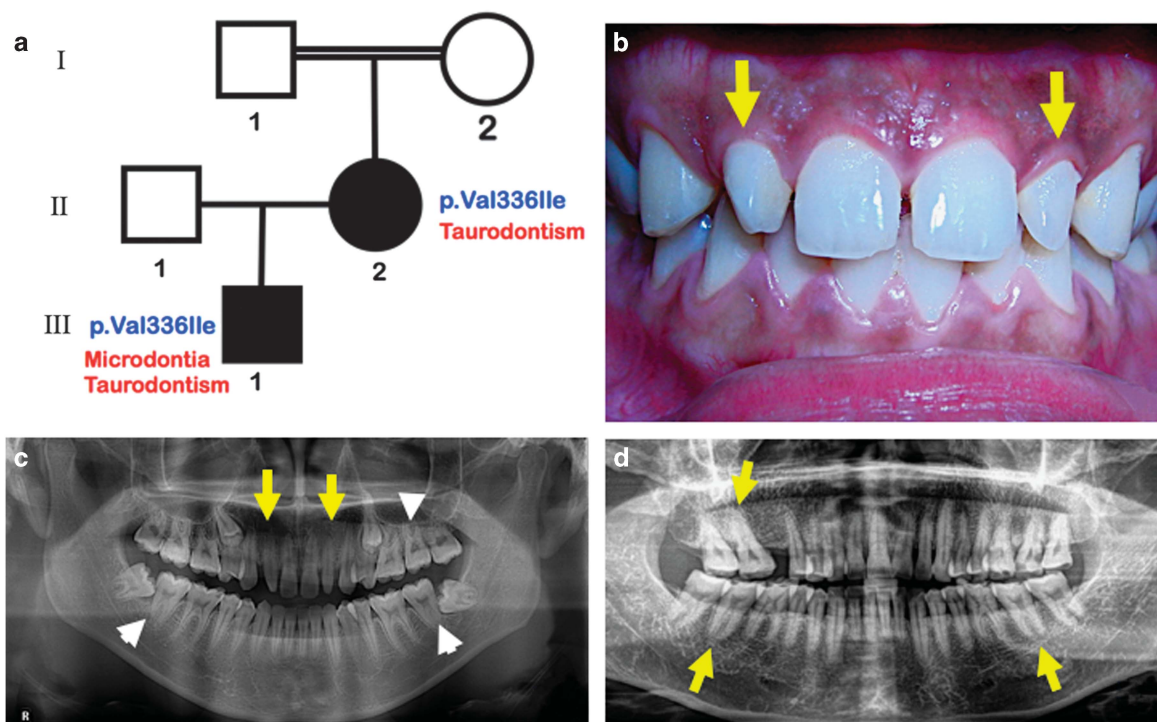 a
I
1
2
II
p.Val336Ile
Taurodontism
1
2
III
p.Val336Ile
Microdontia
Taurodontism
1
b
c
R
d